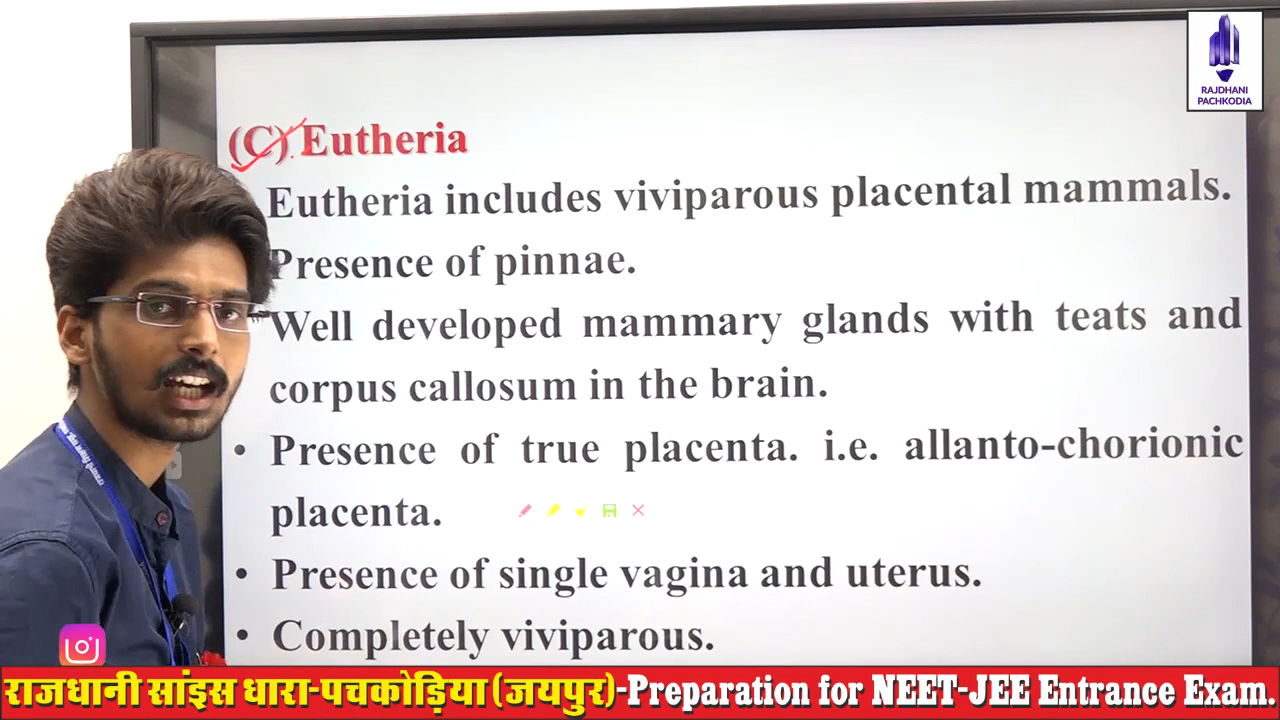 RAJDHANI
PACHKODIA
(C) Eutheria
Eutheria includes viviparous placental mammals.
Presence of pinnae.
Well developed mammary glands with teats and
corpus callosum in the brain.
• Presence of true placenta. i.e. allanto-chorionic
placenta.
• Presence of single vagina and uterus.
• Completely viviparous.
राजधानी सांइस धारा-पचकोड़िया (जयपुर)-Preparation for NEET-JEE Entrance Exam.